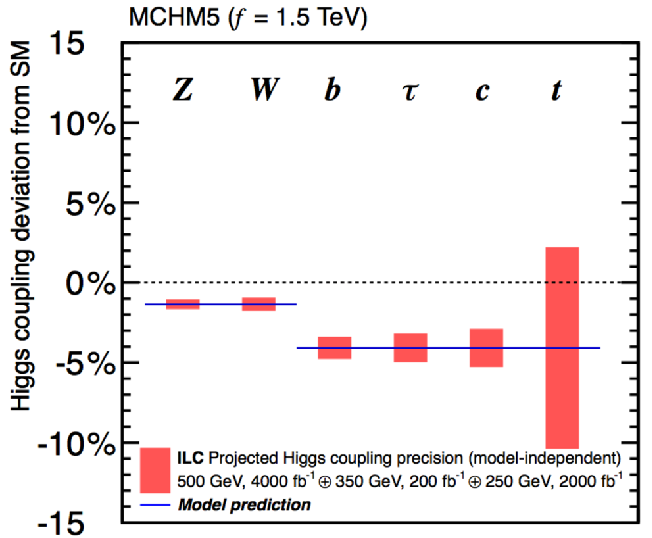 MCHM5 (f = 1.5 TeV)
Higgs coupling deviation from SM
15
10%
5%
0%
-5%
-10%
-15
Z W b τ c t
ILC Projected Higgs coupling precision (model-independent)
500 GeV, 4000 fb⁻¹ ⊕ 350 GeV, 200 fb⁻¹ ⊕ 250 GeV, 2000 fb⁻¹
Model prediction